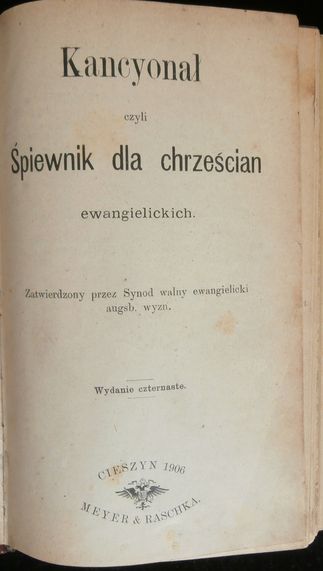 Kancyonał
czyli
Śpiewnik dla chrześcian
ewangielickich.
Zatwierdzony przez Synod walny ewangielicki
augsb. wyzn.
Wydanie czternaste.
CIESZYN 1906
MEYER & RASCHKA.